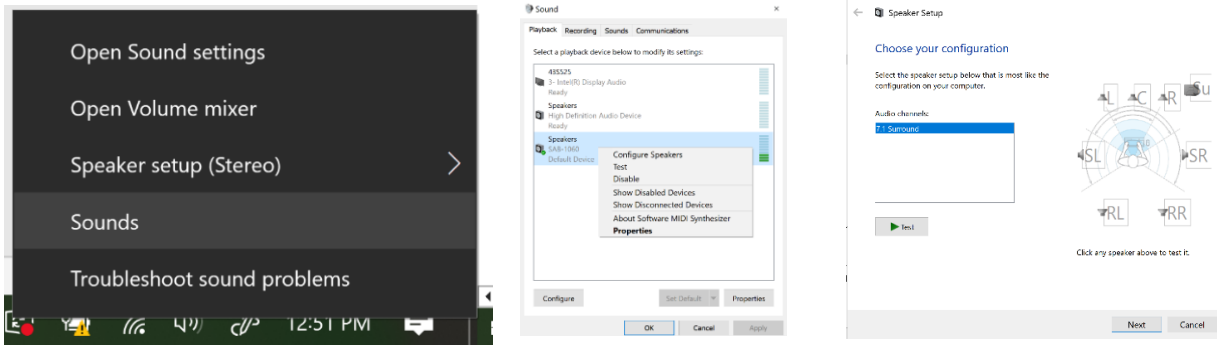 Open Sound settings
Open Volume mixer
Speaker setup (Stereo)
Sounds
Troubleshoot sound problems
12:51 PM
Sound
Playback Recording Sounds Communications
Select a playback device below to modify its settings:
435525
3- Intel(R) Display Audio
Ready
Speakers
High Definition Audio Device
Ready
Speakers
SAB-1060
Default Device
Configure Speakers
Test
Disable
Show Disabled Devices
Show Disconnected Devices
About Software MIDI Synthesizer
Properties
Configure Set Default Properties
OK Cancel Apply
Speaker Setup
Choose your configuration
Select the speaker setup below that is most like the
configuration on your computer.
Audio channels:
7.1 Surround
Test
L C R Su
SL SR
RL RR
Click any speaker above to test it.
Next Cancel